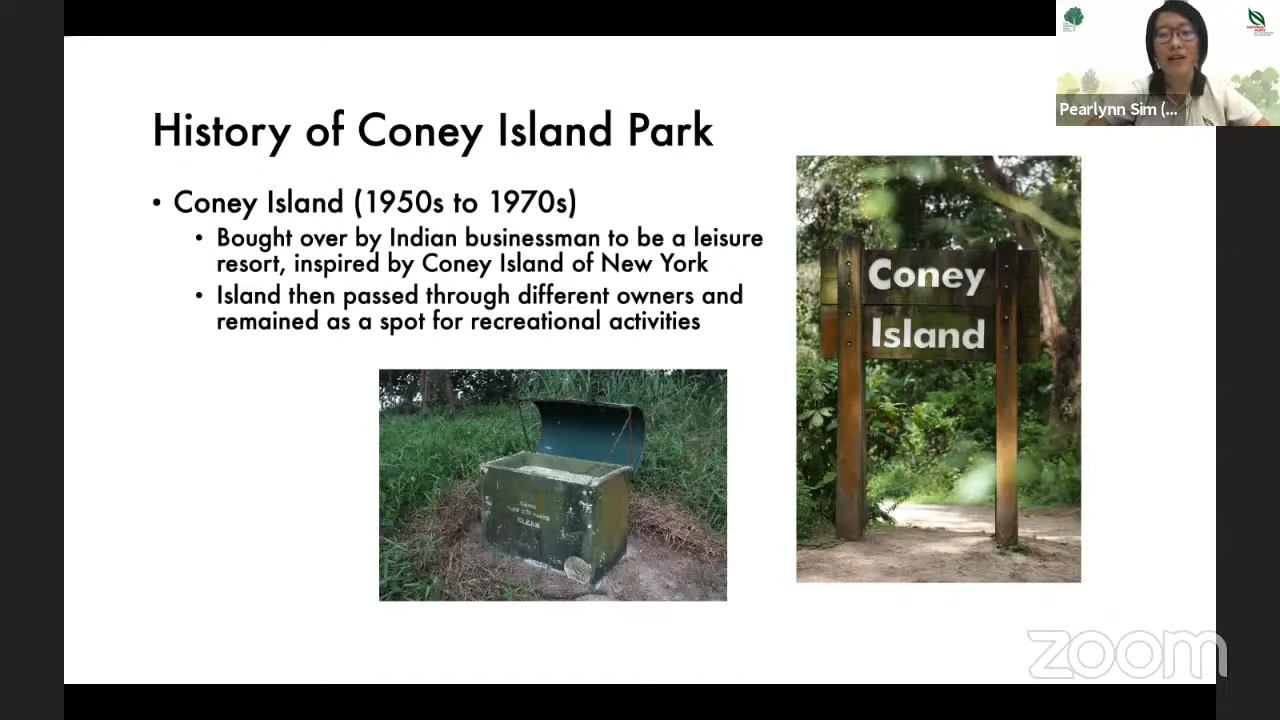 History of Coney Island Park
• Coney Island (1950s to 1970s)
• Bought over by Indian businessman to be a leisure
resort, inspired by Coney Island of New York
• Island then passed through different owners and
remained as a spot for recreational activities
Coney
Island
CLEAN
Pearlynn Sim (...
zoom